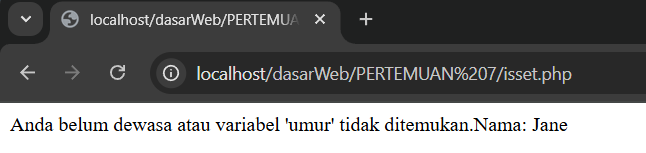 localhost/dasarWeb/PERTEMUA
localhost/dasarWeb/PERTEMUAN%207/isset.php
Anda belum dewasa atau variabel 'umur' tidak ditemukan.Nama: Jane